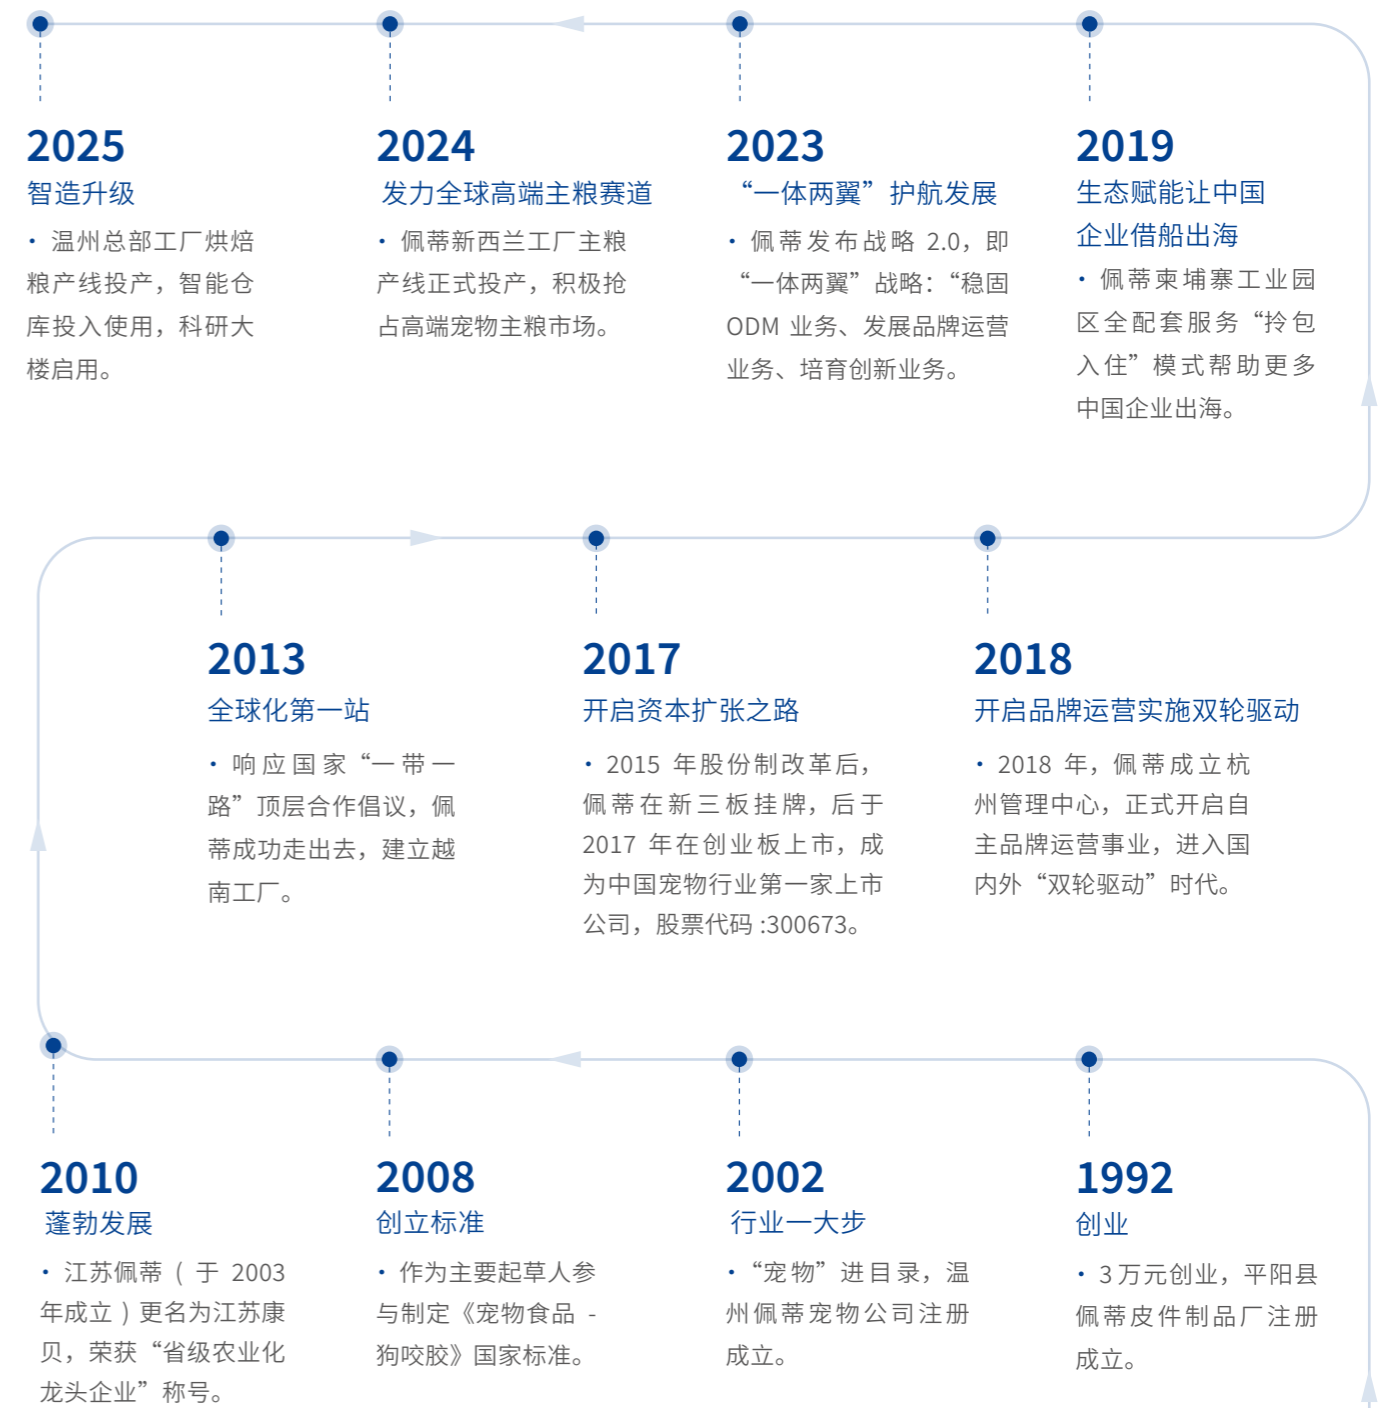 2025
智造升级
· 温州总部工厂烘焙
粮产线投产，智能仓
库投入使用，科研大
楼启用。
2024
发力全球高端主粮赛道
· 佩蒂新西兰工厂主粮
产线正式投产，积极抢
占高端宠物主粮市场。
2023
“一体两翼”护航发展
· 佩蒂发布战略 2.0，即
“一体两翼”战略：“稳固
ODM 业务、发展品牌运营
业务、培育创新业务。
2019
生态赋能让中国
企业借船出海
· 佩蒂柬埔寨工业园
区全配套服务“拎包
入住”模式帮助更多
中国企业出海。
2013
全球化第一站
· 响应国家“一带一
路”顶层合作倡议，佩
蒂成功走出去，建立越
南工厂。
2017
开启资本扩张之路
· 2015 年股份制改革后，
佩蒂在新三板挂牌，后于
2017 年在创业板上市，成
为中国宠物行业第一家上市
公司，股票代码 :300673。
2018
开启品牌运营实施双轮驱动
· 2018 年，佩蒂成立杭
州管理中心，正式开启自
主品牌运营事业，进入国
内外“双轮驱动”时代。
2010
蓬勃发展
· 江苏佩蒂 ( 于 2003
年成立 ) 更名为江苏康
贝，荣获“省级农业化
龙头企业”称号。
2008
创立标准
· 作为主要起草人参
与制定《宠物食品 -
狗咬胶》国家标准。
2002
行业一大步
· “宠物”进目录，温
州佩蒂宠物公司注册
成立。
1992
创业
· 3万元创业，平阳县
佩蒂皮件制品厂注册
成立。